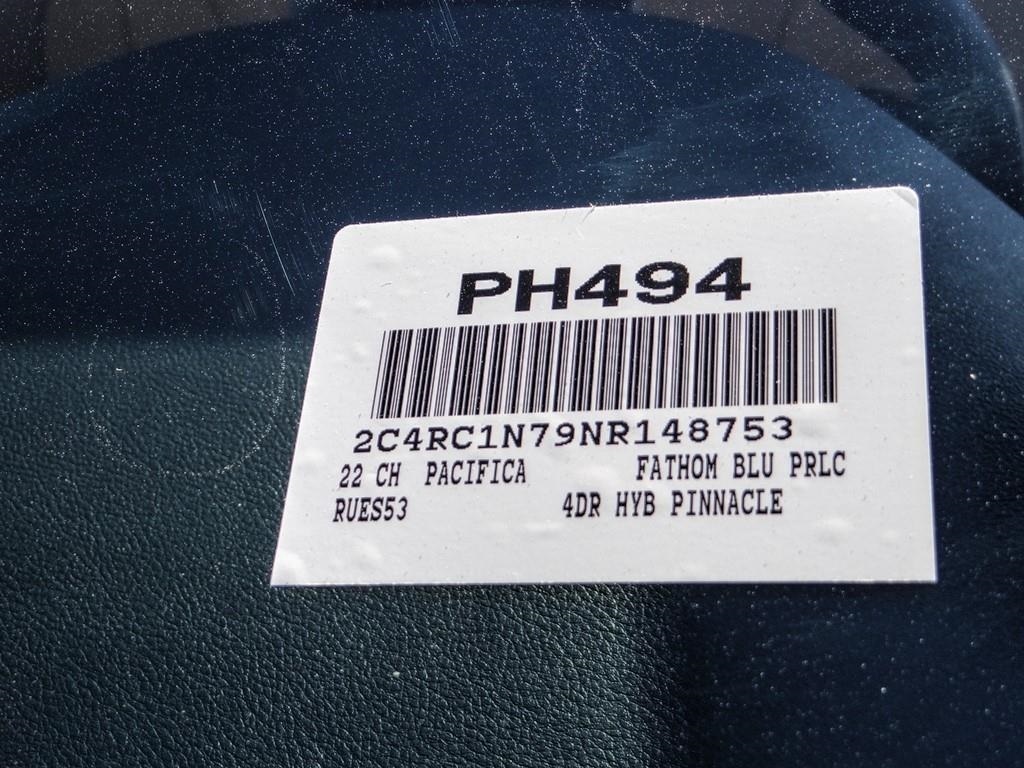 PH494
2C4RC1N79NR148753
22 CH PACIFICA FATHOM BLU PRLC
RUES53 4DR HYB PINNACLE